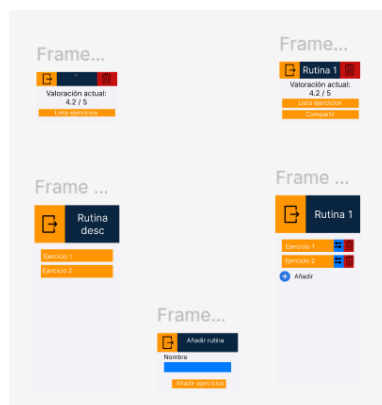 Frame...
Frame...
Rutina 1
Valoración actual:
4.2 / 5
Lista ejercicios
Valoración actual:
4.2 / 5
Lista ejercicios
Compartir
Frame ...
Frame ...
Rutina
desc
Rutina 1
Ejercicio 1
Ejercicio 2
Ejercicio 1
Ejercicio 2
Añadir
Frame...
Añadir rutina
Nombre
Añadir ejercicios